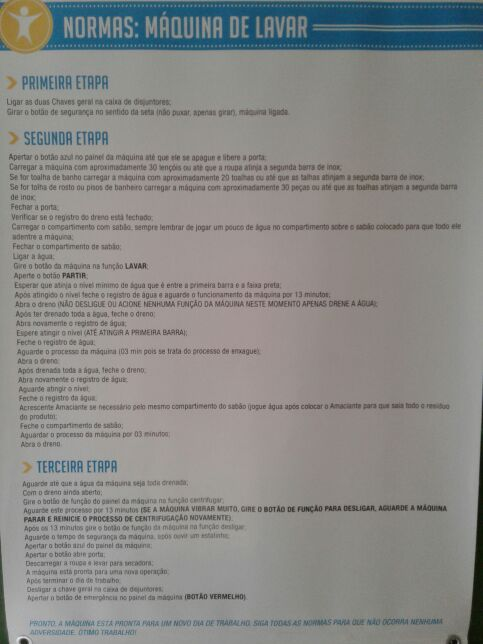 NORMAS: MÁQUINA DE LAVAR
PRIMEIRA ETAPA
Ligar as duas Chaves geral na caixa de disjuntores;
Girar o botão de segurança no sentido da seta (não puxar, apenas girar), máquina ligada.
SEGUNDA ETAPA
Apertar o botão azul no painel da máquina até que ele se apague e libere a porta;
Carregar a máquina com aproximadamente 30 lençóis ou até que a roupa atinja a segunda barra de inox;
Se for toalha de banho carregar a máquina com aproximadamente 20 toalhas ou até que as talhas atinjam a segunda barra de inox;
Se for tolha de rosto ou pisos de banheiro carregar a máquina com aproximadamente 30 peças ou até que as toalhas atinjam a segunda barra
de inox;
Fechar a porta;
Verificar se o registro do dreno está fechado;
Carregar o compartimento com sabão, sempre lembrar de jogar um pouco de água no compartimento sobre o sabão colocado para que todo ele
adentre a máquina;
Fechar o compartimento de sabão;
Ligar a água;
Gire o botão da máquina na função LAVAR;
Aperte o botão PARTIR;
Esperar que atinja o nível mínimo de água que é entre a primeira barra e a faixa preta;
Após atingido o nível feche o registro de água e aguarde o funcionamento da máquina por 13 minutos;
Abra o dreno (NÃO DESLIGUE OU ACIONE NENHUMA FUNÇÃO DA MÁQUINA NESTE MOMENTO APENAS DRENE A ÁGUA);
Após ter drenado toda a água, feche o dreno;
Abra novamente o registro de água;
Espere atingir o nível (ATÉ ATINGIR A PRIMEIRA BARRA);
Feche o registro de água;
Aguarde o processo da máquina (03 min pois se trata do processo de enxague);
Abra o dreno;
Após drenada toda a água, feche o dreno;
Abra novamente o registro de água;
Aguarde atingir o nível;
Feche o registro da água;
Acrescente Amaciante se necessário pelo mesmo compartimento do sabão (jogue água após colocar o Amaciante para que saia todo o resíduo
do produto);
Feche o compartimento de sabão;
Aguardar o processo da máquina por 03 minutos;
Abra o dreno.
TERCEIRA ETAPA
Aguarde até que a água da máquina seja toda drenada;
Com o dreno ainda aberto;
Gire o botão de função do painel da máquina na função centrifugar;
Aguarde este processo por 13 minutos (SE A MÁQUINA VIBRAR MUITO, GIRE O BOTÃO DE FUNÇÃO PARA DESLIGAR, AGUARDE A MÁQUINA
PARAR E REINICIE O PROCESSO DE CENTRIFUGAÇÃO NOVAMENTE);
Após os 13 minutos gire o botão de função da máquina na função desligar;
Aguarde o tempo de segurança da máquina, após ouvir um estalinho;
Apertar o botão azul do painel da máquina;
Apertar o botão abre porta;
Descarregar a roupa e levar para secadora;
A máquina está pronta para uma nova operação;
Após terminar o dia de trabalho;
Desligar a chave geral na caixa de disjuntores;
Apertar o botão de emergência no painel da máquina (BOTÃO VERMELHO).
PRONTO. A MÁQUINA ESTÁ PRONTA PARA UM NOVO DIA DE TRABALHO. SIGA TODAS AS NORMAS PARA QUE NÃO OCORRA NENHUMA
ADVERSIDADE. ÓTIMO TRABALHO!